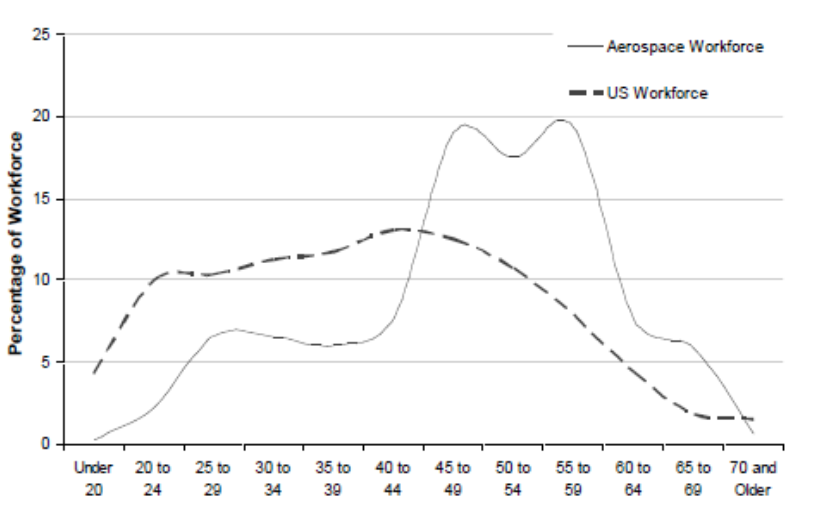 25
Aerospace Workforce
US Workforce
20
15
10
5
0
Percentage of Workforce
Under 20 to 25 to 30 to 35 to 40 to 45 to 50 to 55 to 60 to 65 to 70 and
20 24 29 34 39 44 49 54 59 64 69 Older